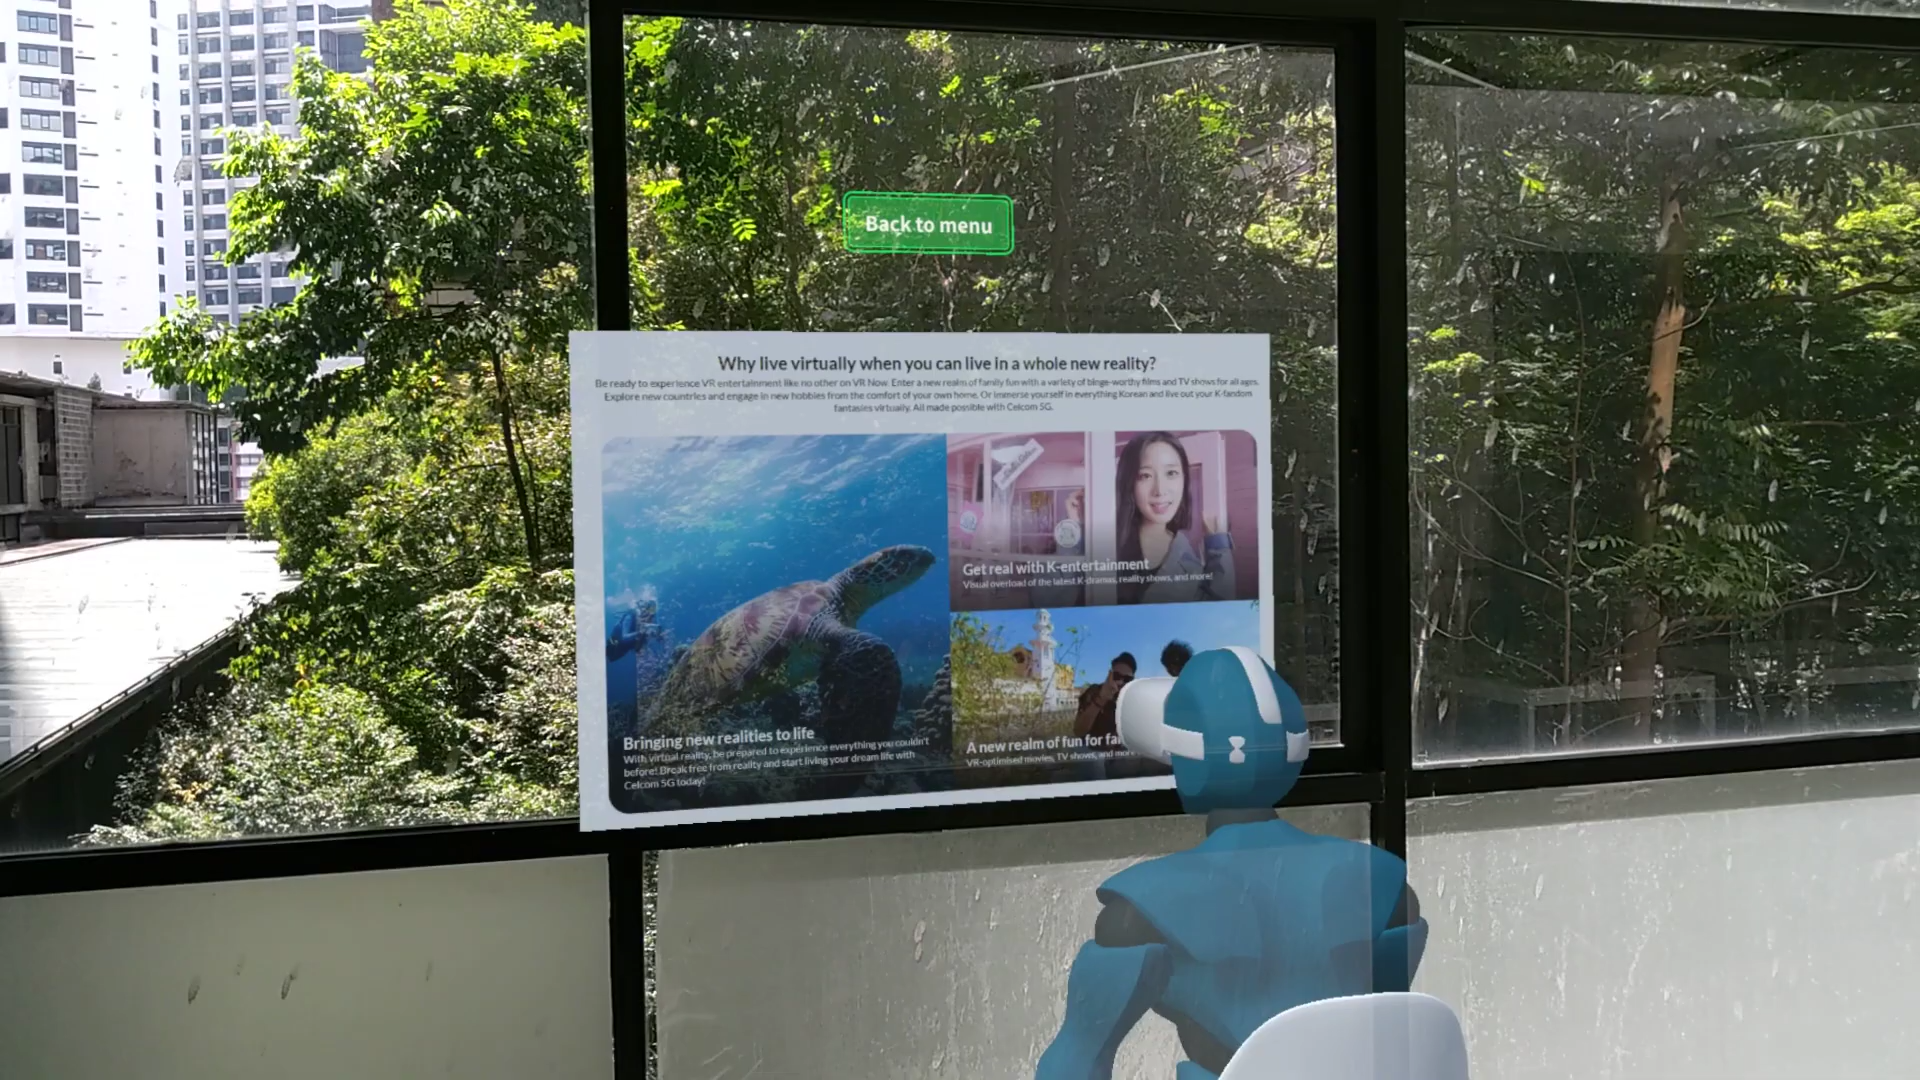 Back to menu
Why live virtually when you can live in a whole new reality?
Be ready to experience VR entertainment like no other on VR Now. Enter a new realm of family fun with a variety of binge-worthy films and TV shows for all ages.
Explore new countries and engage in new hobbies from the comfort of your own home. Or immerse yourself in everything Korean and live out your K-fandom
fantasies virtually. All made possible with Celcom 5G.
Get real with K-entertainment
Visual overload of the latest K-dramas, reality shows, and more!
Bringing new realities to life
With virtual reality, be prepared to experience everything you couldn't
before! Break free from reality and start living your dream life with
Celcom 5G today!
A new realm of fun for
VR-optimised movies, TV shows, and more